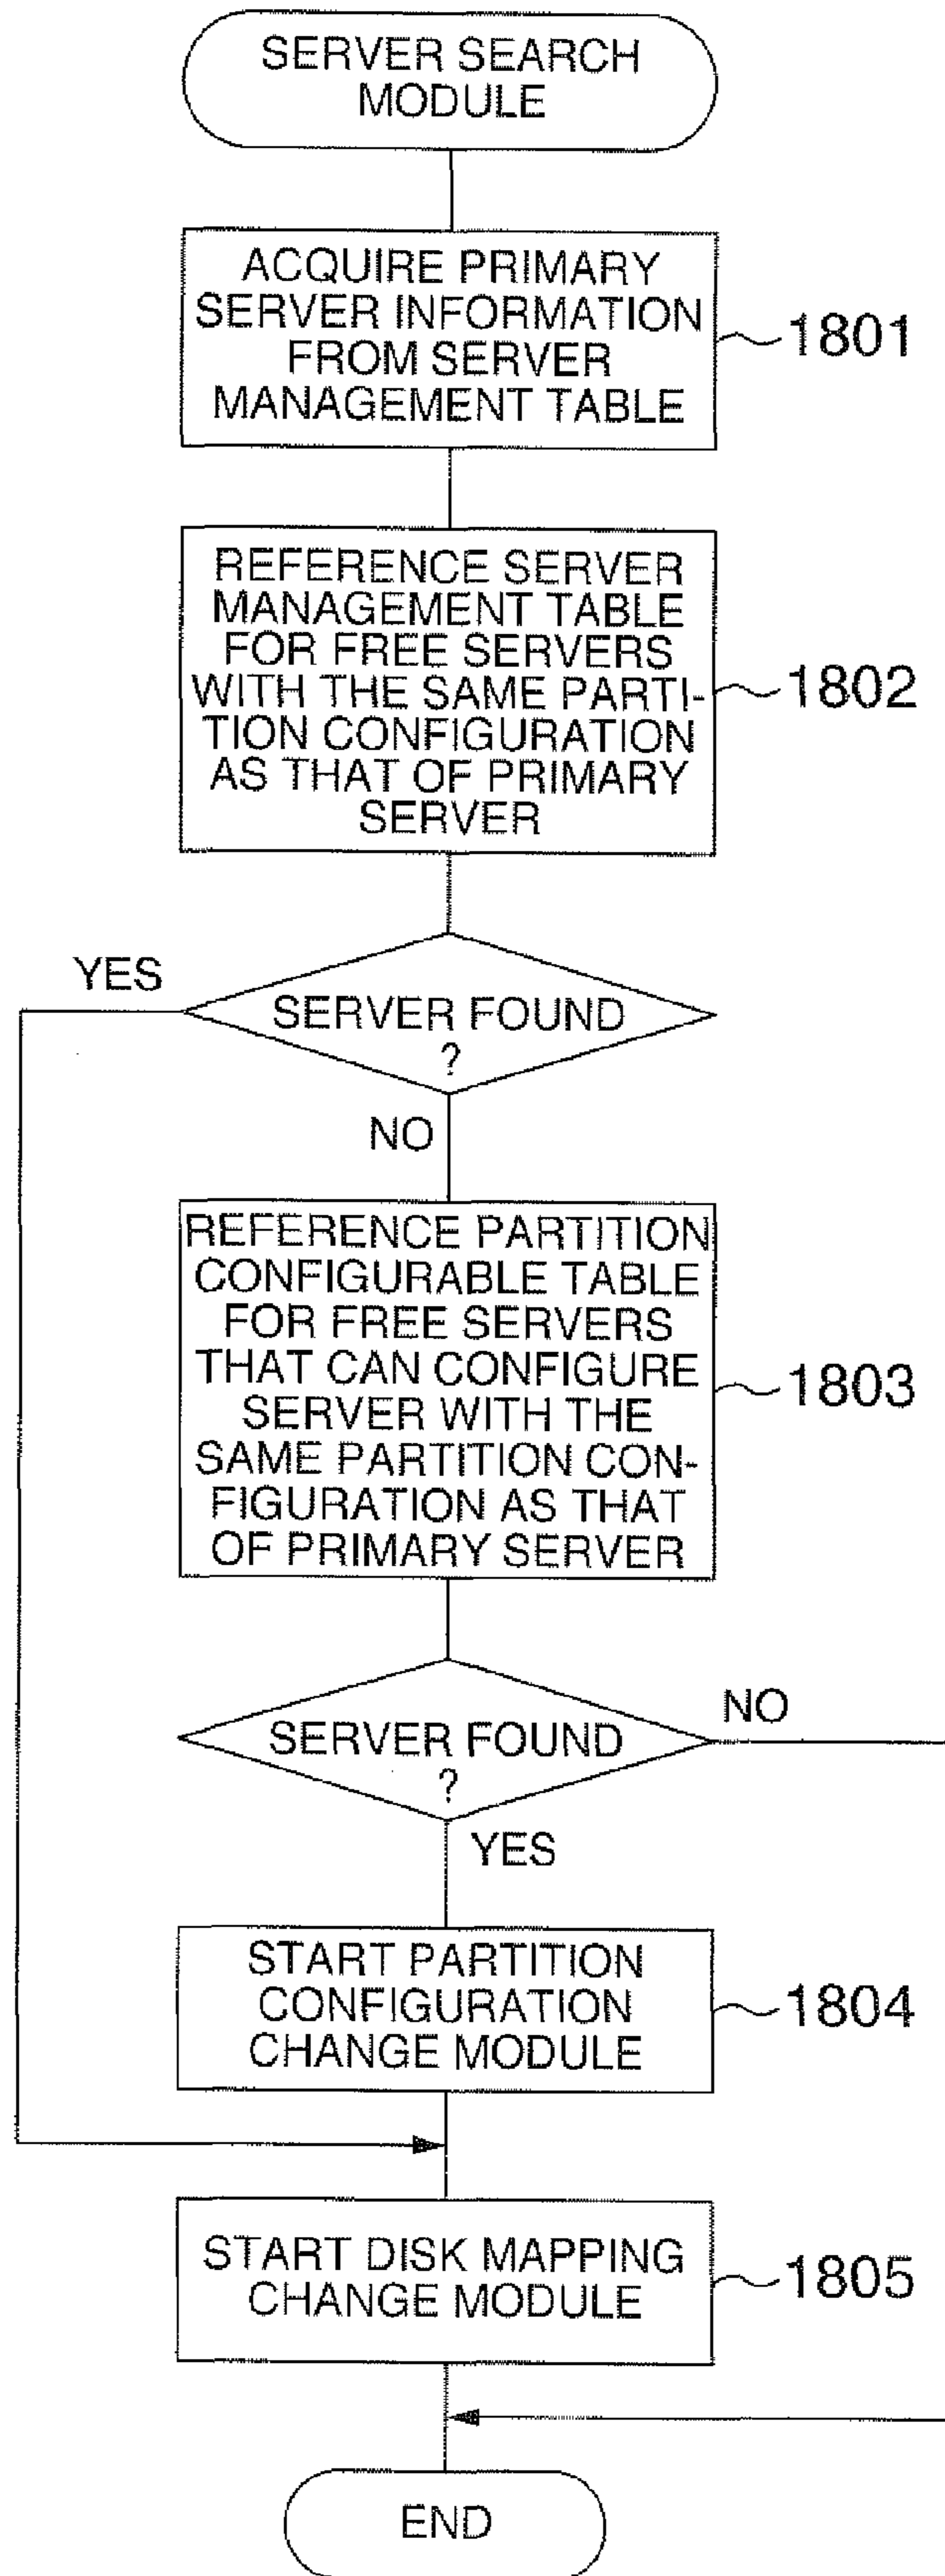 SERVER SEARCH
MODULE
ACQUIRE PRIMARY
SERVER INFORMATION
FROM SERVER
MANAGEMENT TABLE
1801
REFERENCE SERVER
MANAGEMENT TABLE
FOR FREE SERVERS
WITH THE SAME PARTI-
TION CONFIGURATION
AS THAT OF PRIMARY
SERVER
1802
YES
SERVER FOUND
?
NO
REFERENCE PARTITION
CONFIGURABLE TABLE
FOR FREE SERVERS
THAT CAN CONFIGURE
SERVER WITH THE
SAME PARTITION CON-
FIGURATION AS THAT
OF PRIMARY SERVER
1803
SERVER FOUND
?
NO
YES
START PARTITION
CONFIGURATION
CHANGE MODULE
1804
START DISK MAPPING
CHANGE MODULE
1805
END